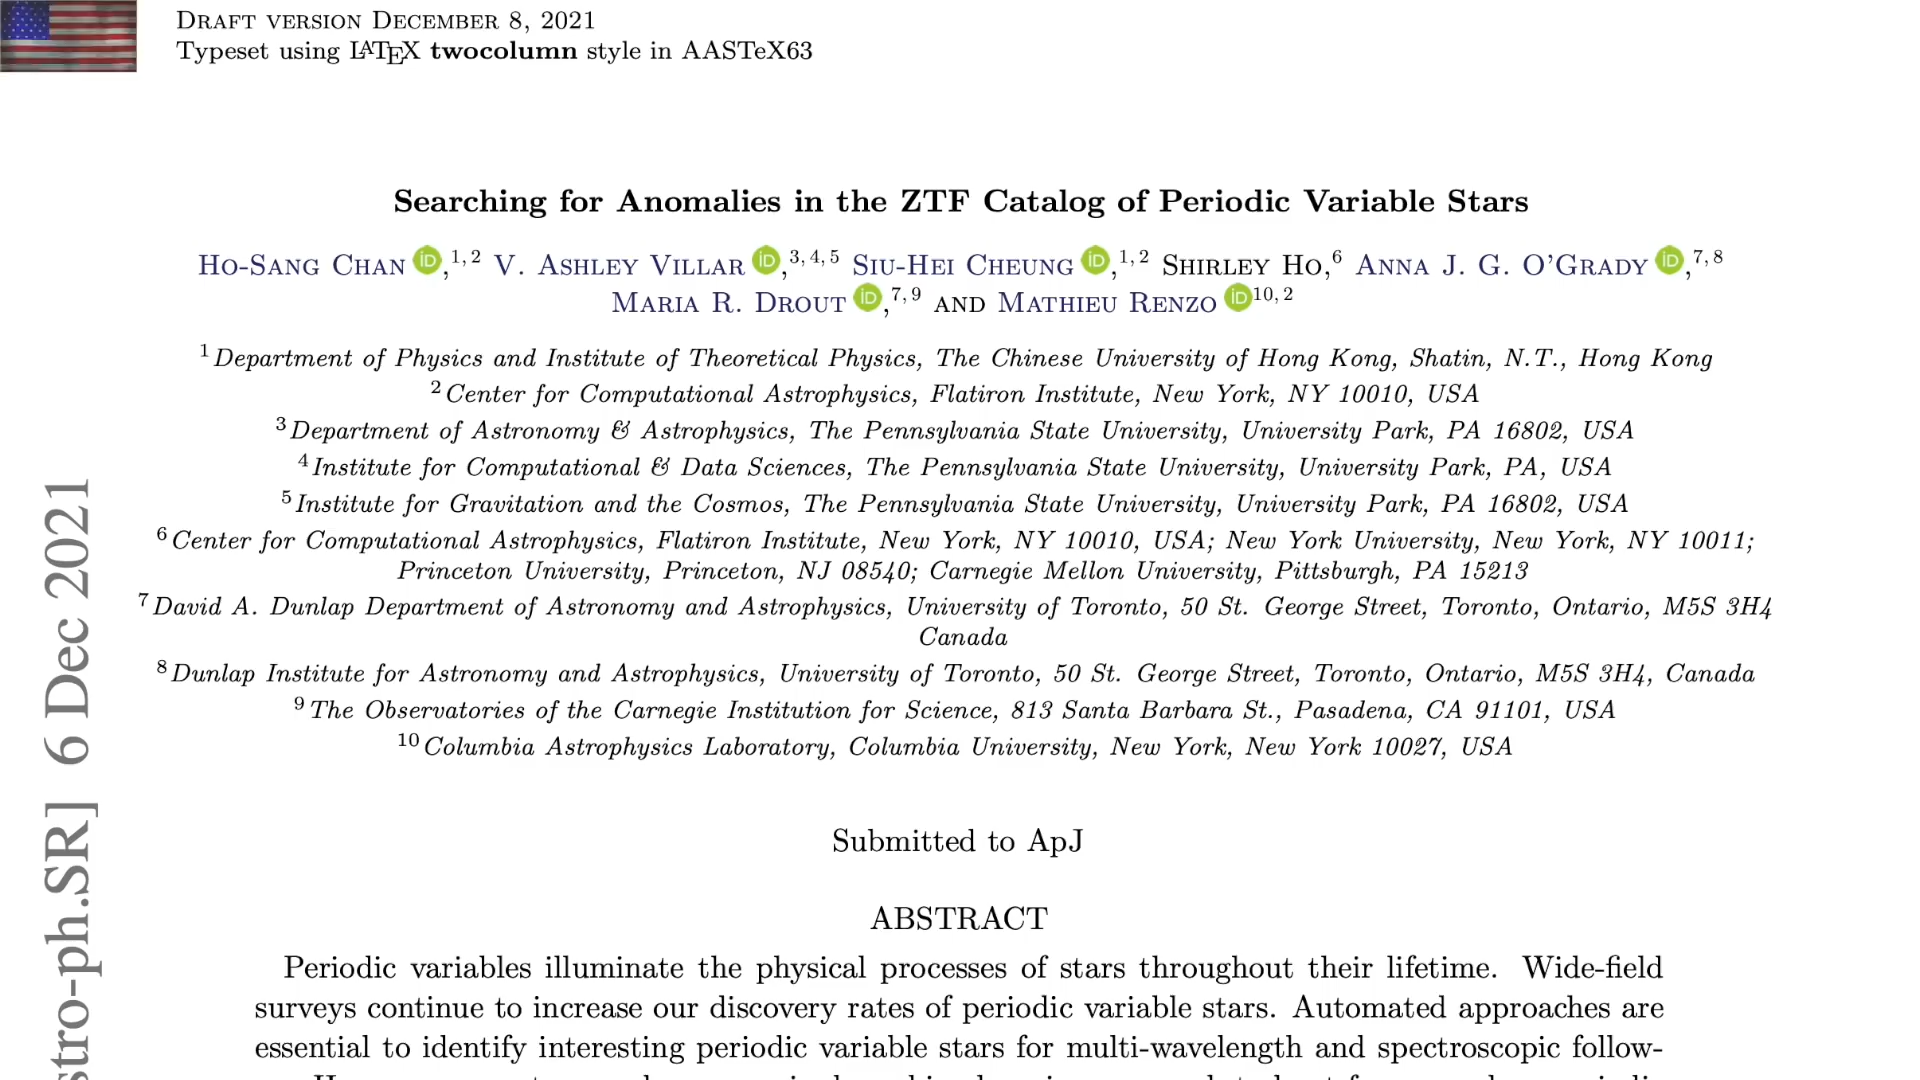 DRAFT VERSION DECEMBER 8, 2021
Typeset using LATEX twocolumn style in AASTeX63
Searching for Anomalies in the ZTF Catalog of Periodic Variable Stars
HO-SANG CHAN iD,1,2 V. ASHLEY VILLAR iD,3,4,5 SIU-HEI CHEUNG iD,1,2 SHIRLEY HO,6 ANNA J. G. O'GRADY iD,7,8
MARIA R. DROUT iD,7,9 AND MATHIEU RENZO iD10,2
1 Department of Physics and Institute of Theoretical Physics, The Chinese University of Hong Kong, Shatin, N.T., Hong Kong
2 Center for Computational Astrophysics, Flatiron Institute, New York, NY 10010, USA
3 Department of Astronomy & Astrophysics, The Pennsylvania State University, University Park, PA 16802, USA
4 Institute for Computational & Data Sciences, The Pennsylvania State University, University Park, PA, USA
5 Institute for Gravitation and the Cosmos, The Pennsylvania State University, University Park, PA 16802, USA
6 Center for Computational Astrophysics, Flatiron Institute, New York, NY 10010, USA; New York University, New York, NY 10011;
Princeton University, Princeton, NJ 08540; Carnegie Mellon University, Pittsburgh, PA 15213
7 David A. Dunlap Department of Astronomy and Astrophysics, University of Toronto, 50 St. George Street, Toronto, Ontario, M5S 3H4
Canada
8 Dunlap Institute for Astronomy and Astrophysics, University of Toronto, 50 St. George Street, Toronto, Ontario, M5S 3H4, Canada
9 The Observatories of the Carnegie Institution for Science, 813 Santa Barbara St., Pasadena, CA 91101, USA
10 Columbia Astrophysics Laboratory, Columbia University, New York, New York 10027, USA
Submitted to ApJ
ABSTRACT
Periodic variables illuminate the physical processes of stars throughout their lifetime. Wide-field
surveys continue to increase our discovery rates of periodic variable stars. Automated approaches are
essential to identify interesting periodic variable stars for multi-wavelength and spectroscopic follow-
stro-ph.SR] 6 Dec 2021